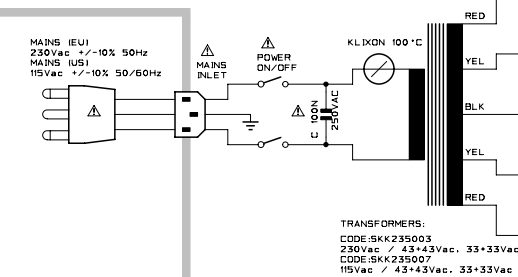 RED
MAINS (EU)
230Vac +/-10% 50Hz
MAINS (US)
115Vac +/-10% 50/60Hz
MAINS
INLET
POWER
ON/OFF
KLIXON 100°C
YEL
C 100N
250VAC
BLK
YEL
RED
TRANSFORMERS:
CODE:SKK235003
230Vac / 43+43Vac. 33+33Vac
CODE:SKK235007
115Vac / 43+43Vac. 33+33Vac